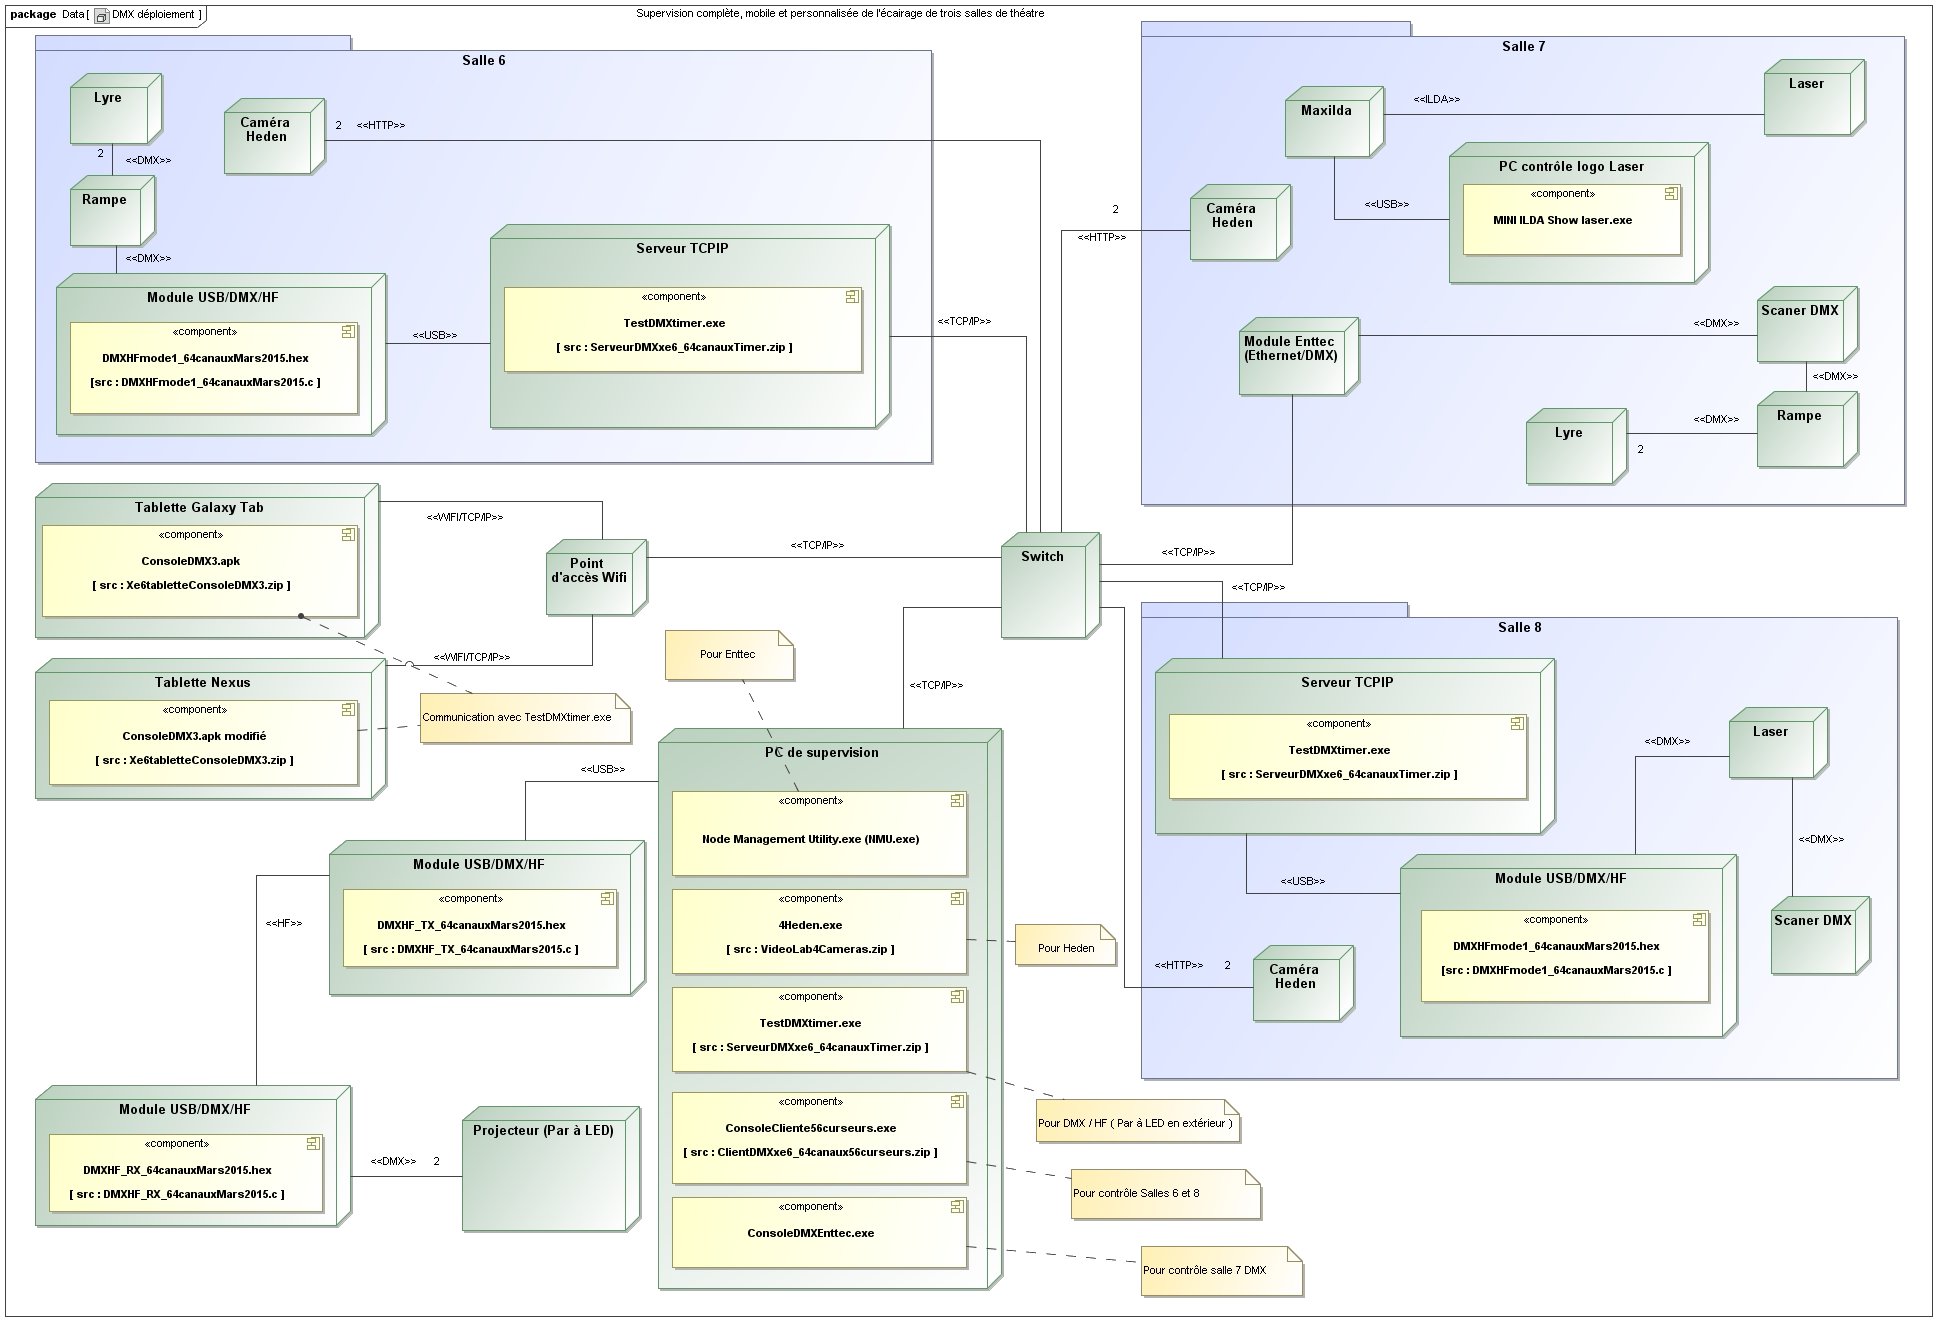 package Data [ DMX déploiement ]
Supervision complète, mobile et personnalisée de l'écairage de trois salles de théatre
Salle 6
Lyre
2
<<DMX>>
Rampe
<<DMX>>
Caméra
Heden
2 <<HTTP>>
Module USB/DMX/HF
«component»
DMXHFmode1_64canauxMars2015.hex
[src : DMXHFmode1_64canauxMars2015.c ]
<<USB>>
Serveur TCPIP
«component»
TestDMXtimer.exe
[ src : ServeurDMXxe6_64canauxTimer.zip ]
<<TCP/IP>>
Salle 7
Maxilda
<<ILDA>>
Laser
<<USB>>
PC contrôle logo Laser
«component»
MINI ILDA Show laser.exe
Caméra
Heden
2
<<HTTP>>
Module Enttec
(Ethernet/DMX)
<<DMX>>
Scaner DMX
<<DMX>>
Rampe
<<DMX>>
Lyre
2
Tablette Galaxy Tab
«component»
ConsoleDMX3.apk
[ src : Xe6tabletteConsoleDMX3.zip ]
<<WIFI/TCP/IP>>
Point
d'accès Wifi
<<TCP/IP>>
Switch
<<TCP/IP>>
<<TCP/IP>>
<<WIFI/TCP/IP>>
Tablette Nexus
«component»
ConsoleDMX3.apk modifié
[ src : Xe6tabletteConsoleDMX3.zip ]
Communication avec TestDMXtimer.exe
Pour Enttec
<<TCP/IP>>
PC de supervision
<<USB>>
«component»
Node Management Utility.exe (NMU.exe)
«component»
4Heden.exe
[ src : VideoLab4Cameras.zip ]
Pour Heden
«component»
TestDMXtimer.exe
[ src : ServeurDMXxe6_64canauxTimer.zip ]
Pour DMX / HF ( Par à LED en extérieur )
«component»
ConsoleCliente56curseurs.exe
[ src : ClientDMXxe6_64canaux56curseurs.zip ]
Pour contrôle Salles 6 et 8
«component»
ConsoleDMXEnttec.exe
Pour contrôle salle 7 DMX
Module USB/DMX/HF
«component»
DMXHF_TX_64canauxMars2015.hex
[ src : DMXHF_TX_64canauxMars2015.c ]
<<HF>>
Module USB/DMX/HF
«component»
DMXHF_RX_64canauxMars2015.hex
[ src : DMXHF_RX_64canauxMars2015.c ]
<<DMX>> 2
Projecteur (Par à LED)
Salle 8
Serveur TCPIP
«component»
TestDMXtimer.exe
[ src : ServeurDMXxe6_64canauxTimer.zip ]
<<USB>>
Module USB/DMX/HF
«component»
DMXHFmode1_64canauxMars2015.hex
[src : DMXHFmode1_64canauxMars2015.c ]
<<DMX>>
Laser
<<DMX>>
Scaner DMX
<<HTTP>> 2
Caméra
Heden